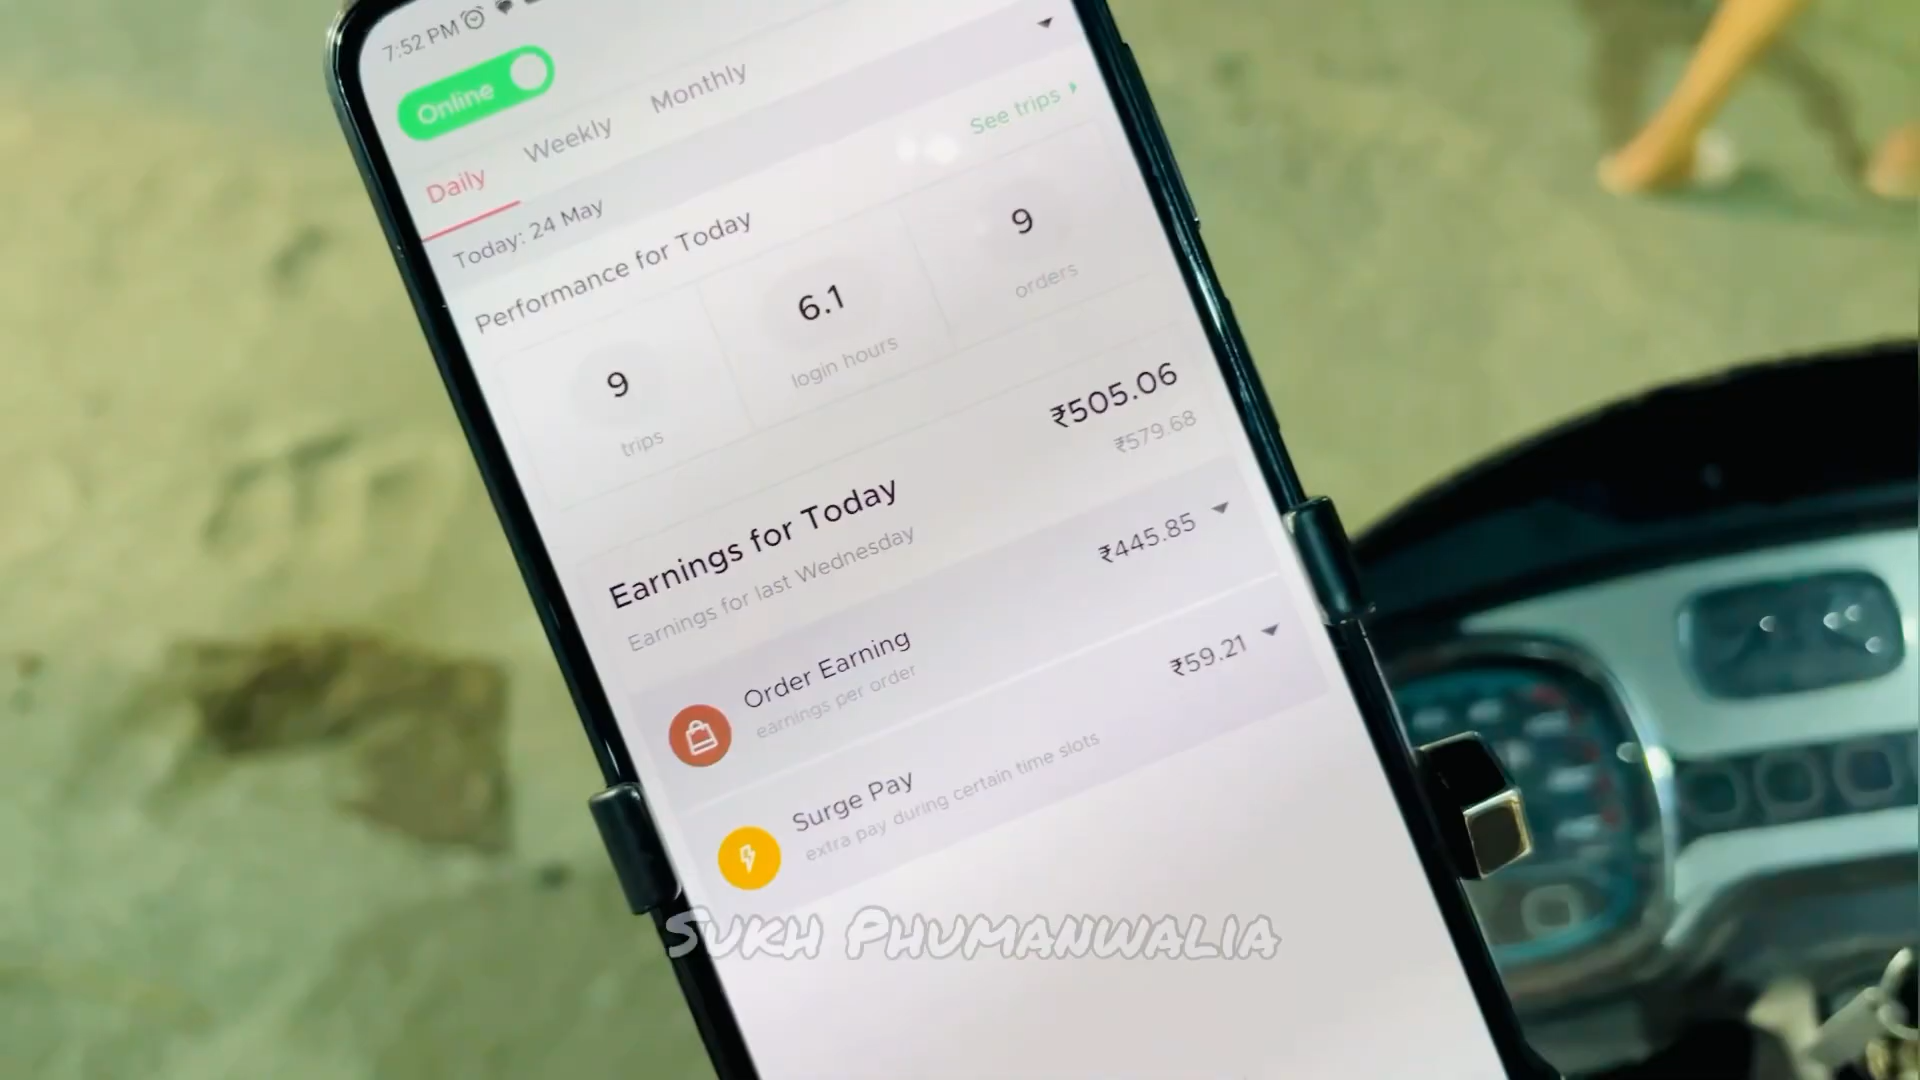 7:52 PM
Online
Daily Weekly Monthly
Today: 24 May
Performance for Today See trips
9 6.1 9
trips login hours orders
Earnings for Today ₹505.06
Earnings for last Wednesday ₹579.68
Order Earning ₹445.85
earnings per order
Surge Pay ₹59.21
extra pay during certain time slots
Sukh Phumanwalia